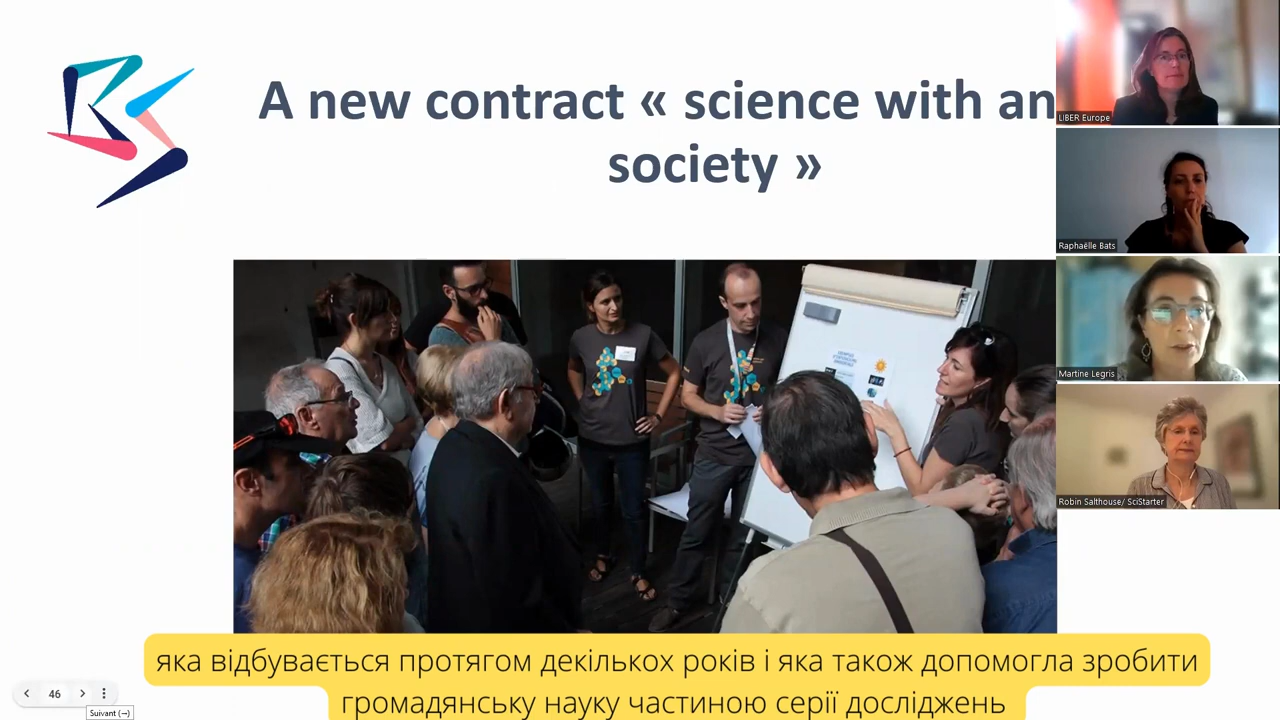 A new contract « science with an
society »
LIBER Europe
Raphaëlle Bats
Martine Legris
Robin Salthouse/ SciStarter
яка відбувається протягом декількох років і яка також допомогла зробити
громадянську науку частиною серії досліджень
46
Suivant (→)